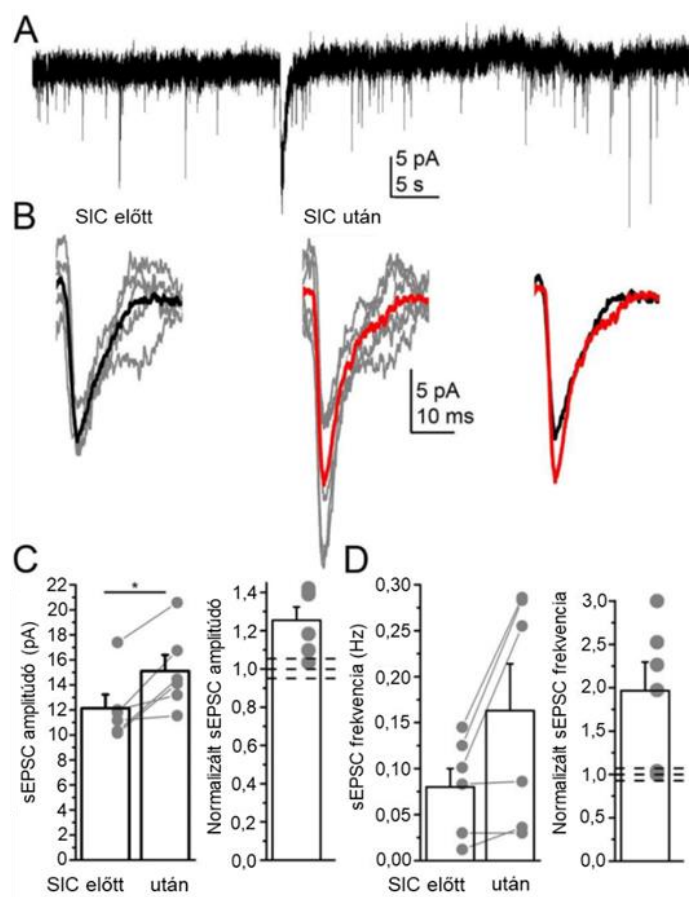 A
5 pA
5 s
B
SIC előtt
SIC után
5 pA
10 ms
C
D
sEPSC amplitúdó (pA)
22
20
18
16
14
12
10
8
6
4
2
0
*
SIC előtt
után
Normalizált sEPSC amplitúdó
1,4
1,2
1,0
0,8
0,6
0,4
0,2
0,0
sEPSC frekvencia (Hz)
0,30
0,25
0,20
0,15
0,10
0,05
0,00
SIC előtt
után
Normalizált sEPSC frekvencia
3,0
2,5
2,0
1,5
1,0
0,5
0,0